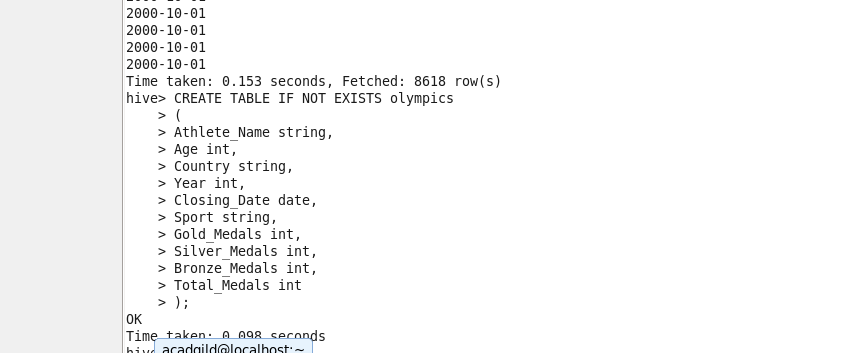 2000-10-01
2000-10-01
2000-10-01
2000-10-01
Time taken: 0.153 seconds, Fetched: 8618 row(s)
hive> CREATE TABLE IF NOT EXISTS olympics
    > (
    > Athlete_Name string,
    > Age int,
    > Country string,
    > Year int,
    > Closing_Date date,
    > Sport string,
    > Gold_Medals int,
    > Silver_Medals int,
    > Bronze_Medals int,
    > Total_Medals int
    > );
OK
Time taken: 0.098 seconds
acadgild@localhost:~